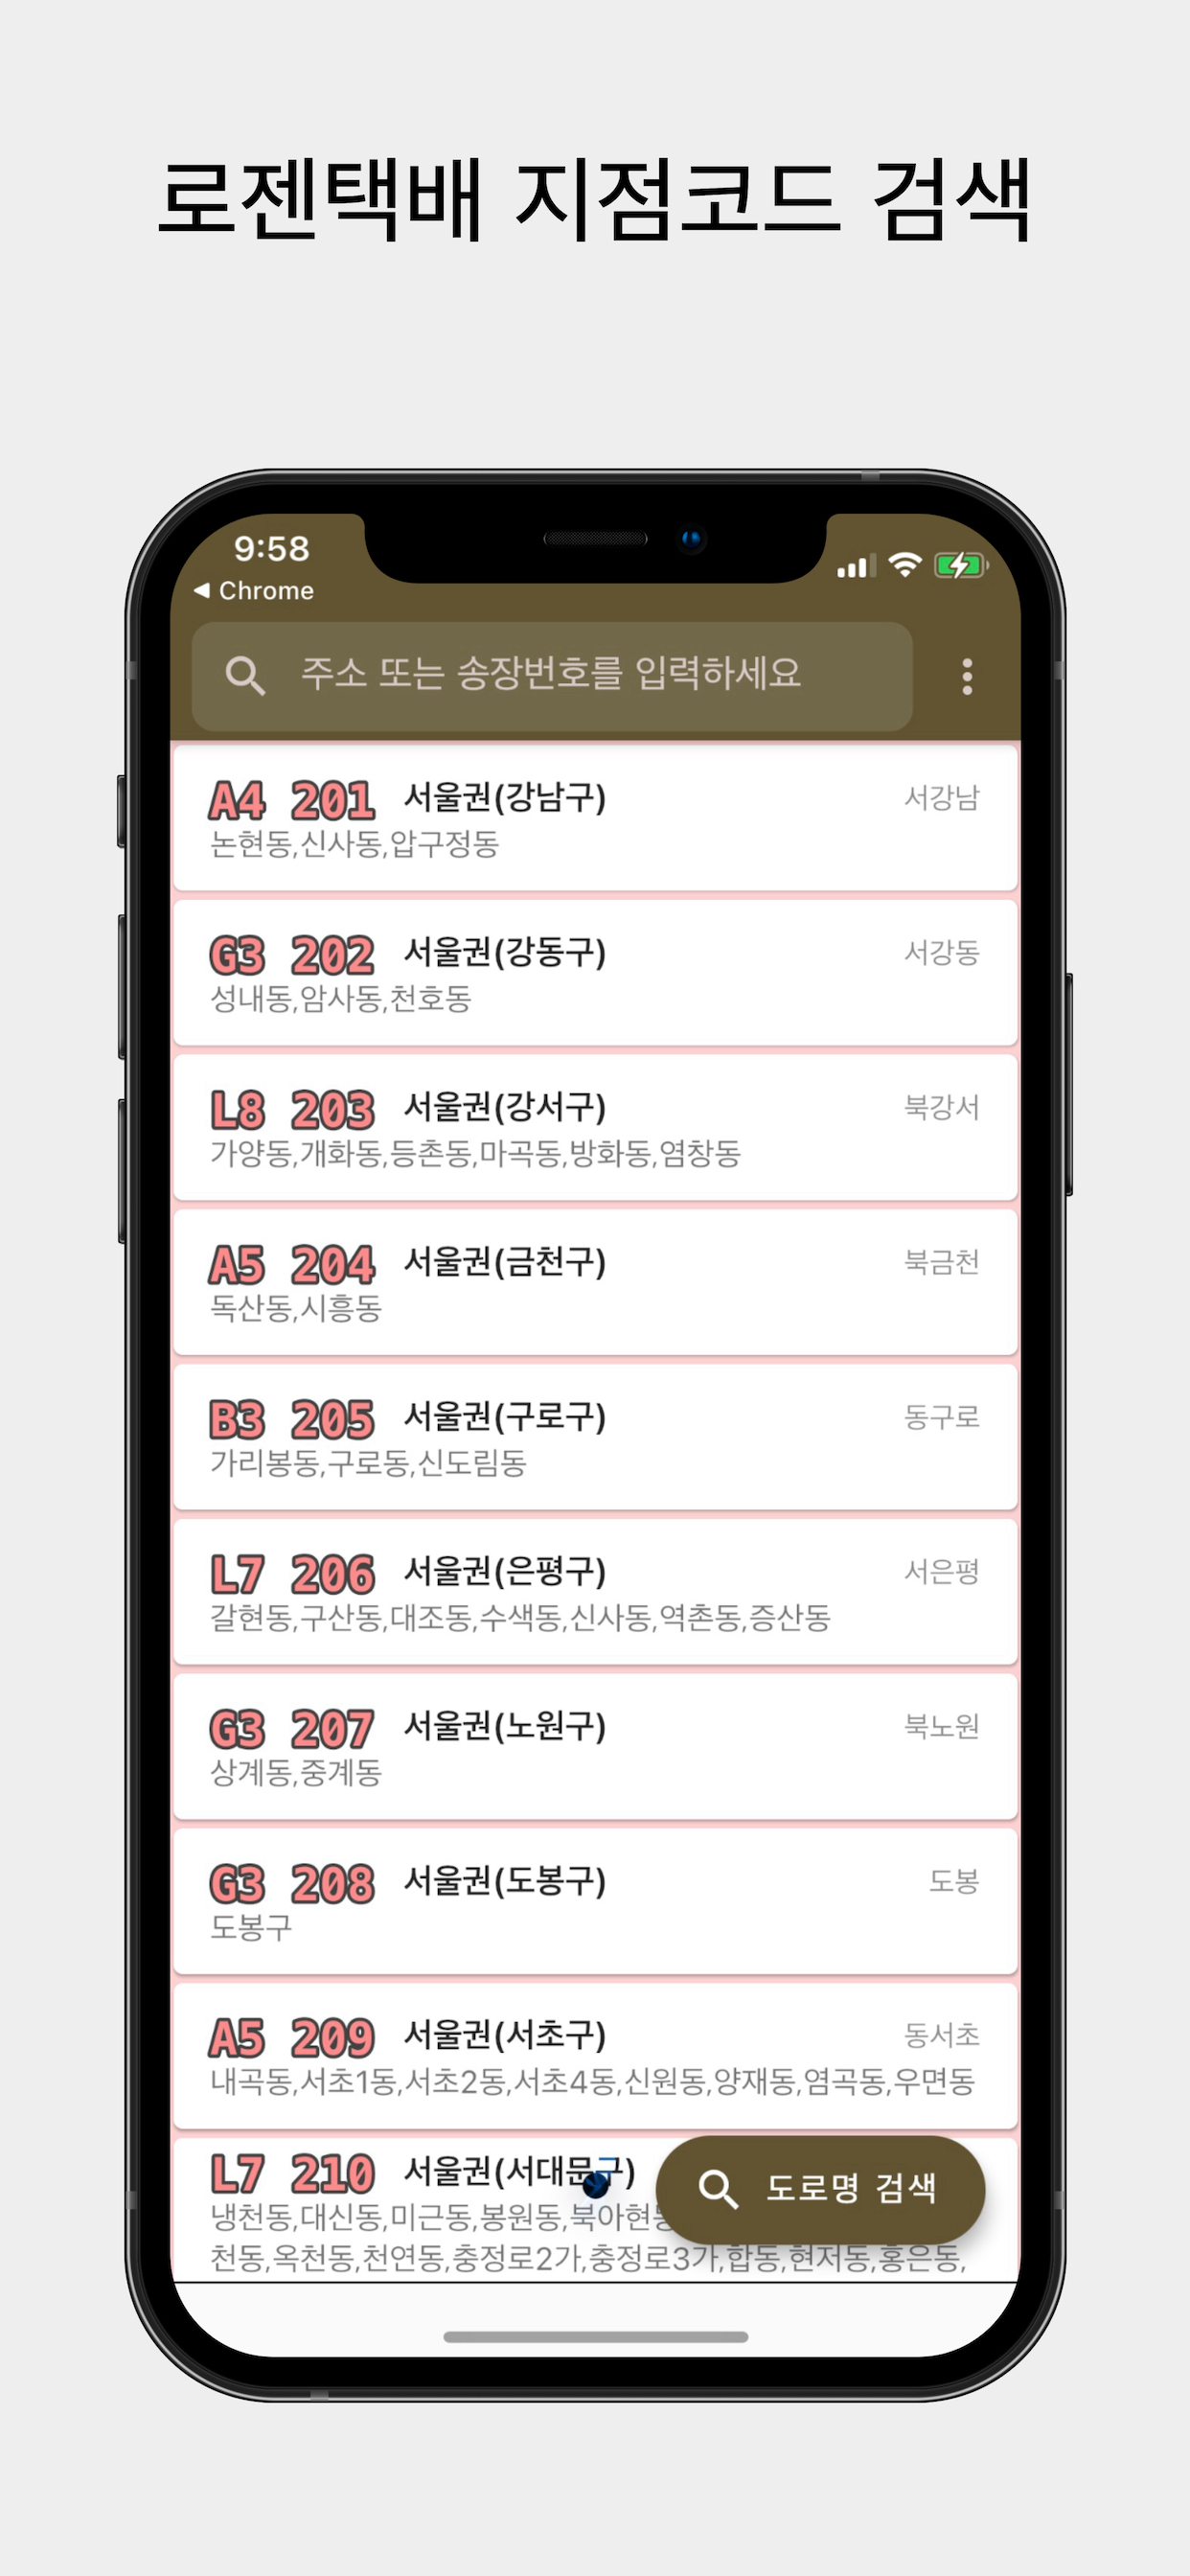 로젠택배 지점코드 검색
9:58
◀ Chrome
주소 또는 송장번호를 입력하세요
A4 201 서울권(강남구) 서강남
논현동,신사동,압구정동
G3 202 서울권(강동구) 서강동
성내동,암사동,천호동
L8 203 서울권(강서구) 북강서
가양동,개화동,등촌동,마곡동,방화동,염창동
A5 204 서울권(금천구) 북금천
독산동,시흥동
B3 205 서울권(구로구) 동구로
가리봉동,구로동,신도림동
L7 206 서울권(은평구) 서은평
갈현동,구산동,대조동,수색동,신사동,역촌동,증산동
G3 207 서울권(노원구) 북노원
상계동,중계동
G3 208 서울권(도봉구) 도봉
도봉구
A5 209 서울권(서초구) 동서초
내곡동,서초1동,서초2동,서초4동,신원동,양재동,염곡동,우면동
L7 210 서울권(서대문구)
냉천동,대신동,미근동,봉원동,북아현동
도로명 검색
천동,옥천동,천연동,충정로2가,충정로3가,합동,현저동,홍은동,